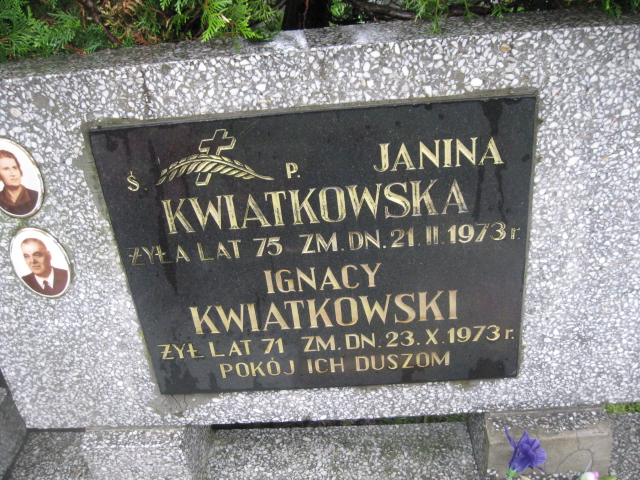 Ś. P. JANINA
KWIATKOWSKA
ŻYŁA LAT 75 ZM. DN. 21. II. 1973 r.
IGNACY
KWIATKOWSKI
ŻYŁ LAT 71 ZM. DN. 23. X. 1973 r.
POKÓJ ICH DUSZOM